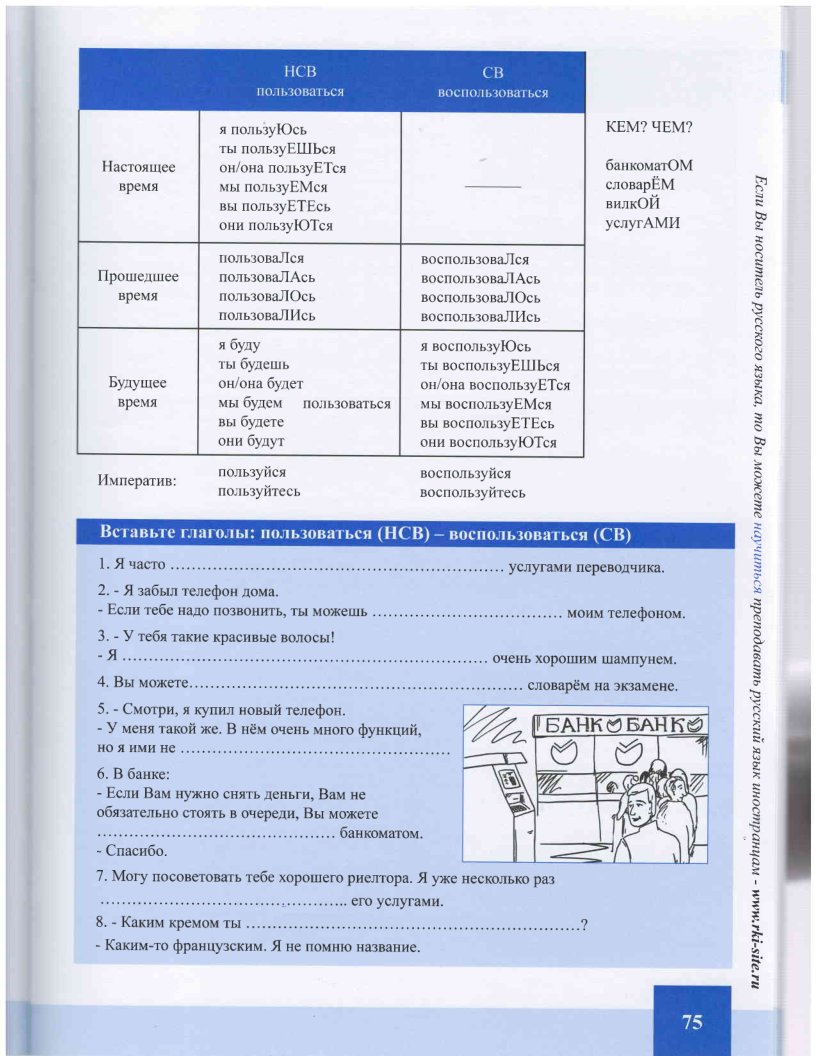 НСВ
пользоваться
СВ
воспользоваться
Настоящее
время
я пользуЮсь
ты пользуЕШЬся
он/она пользуЕТся
мы пользуЕМся
вы пользуЕТЕсь
они пользуЮТся
КЕМ? ЧЕМ?
банкоматОМ
словарЁМ
вилкОЙ
услугАМИ
Прошедшее
время
пользоваЛся
пользоваЛАсь
пользоваЛОсь
пользоваЛИсь
воспользоваЛся
воспользоваЛАсь
воспользоваЛОсь
воспользоваЛИсь
Будущее
время
я буду
ты будешь
он/она будет
мы будем пользоваться
вы будете
они будут
я воспользуЮсь
ты воспользуЕШЬся
он/она воспользуЕТся
мы воспользуЕМся
вы воспользуЕТЕсь
они воспользуЮТся
Императив:
пользуйся
пользуйтесь
воспользуйся
воспользуйтесь
Вставьте глаголы: пользоваться (НСВ) – воспользоваться (СВ)
1. Я часто ........................................................ услугами переводчика.
2. - Я забыл телефон дома.
- Если тебе надо позвонить, ты можешь ................................ моим телефоном.
3. - У тебя такие красивые волосы!
- Я ............................................................. очень хорошим шампунем.
4. Вы можете........................................................ словарём на экзамене.
5. - Смотри, я купил новый телефон.
- У меня такой же. В нём очень много функций,
но я ими не .............................................
6. В банке:
- Если Вам нужно снять деньги, Вам не
обязательно стоять в очереди, Вы можете
........................................ банкоматом.
- Спасибо.
БАНК БАНК
7. Могу посоветовать тебе хорошего риелтора. Я уже несколько раз
.......................................... его услугами.
8. - Каким кремом ты ........................................................?
- Каким-то французским. Я не помню название.
Если Вы носитель русского языка, то Вы можете научиться преподавать русский язык иностранцам - www.rki-site.ru
75